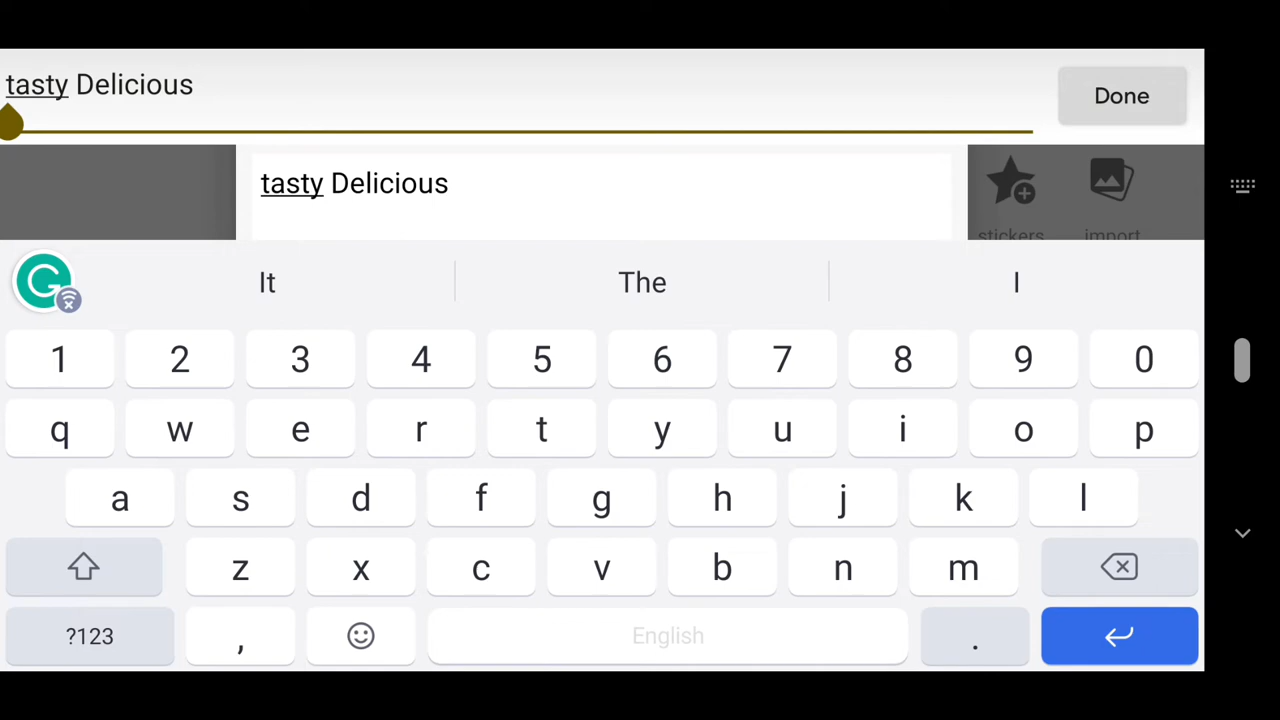 tasty Delicious
Done
tasty Delicious
stickers import
It The I
1 2 3 4 5 6 7 8 9 0
q w e r t y u i o p
a s d f g h j k l
z x c v b n m
?123 , English .